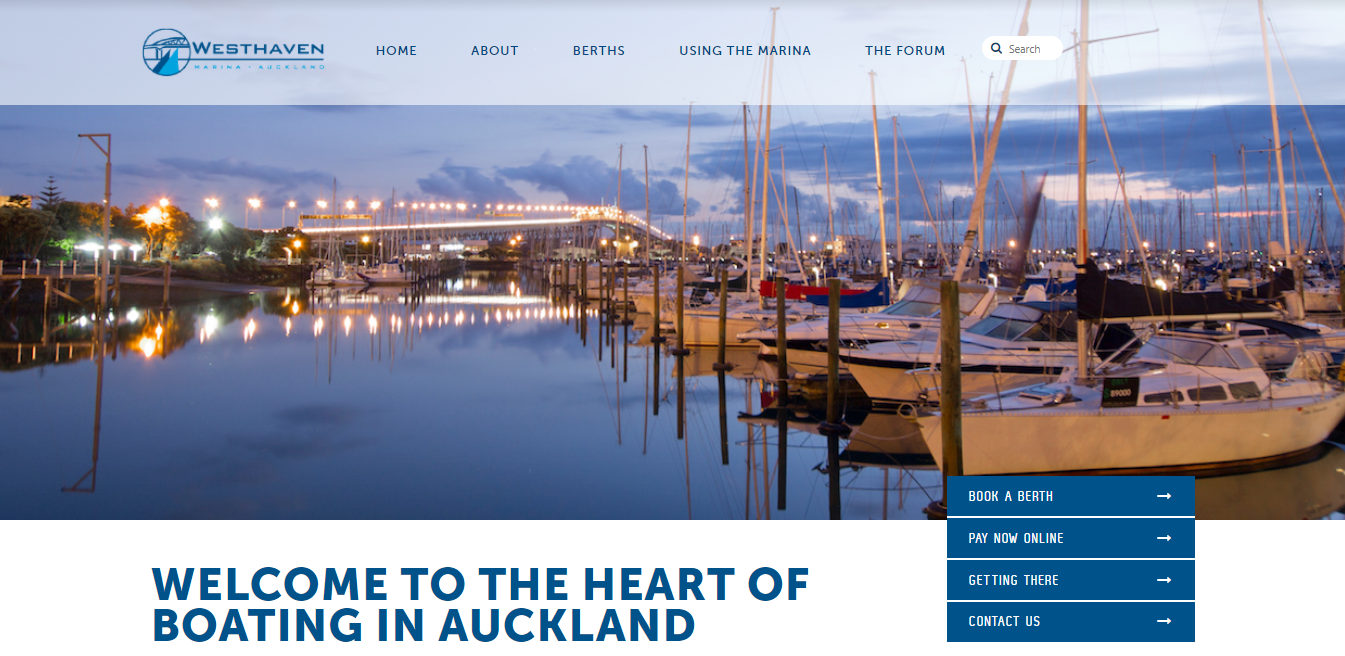 WESTHAVEN
MARINA - AUCKLAND
HOME
ABOUT
BERTHS
USING THE MARINA
THE FORUM
Search
BOOK A BERTH
PAY NOW ONLINE
GETTING THERE
CONTACT US
WELCOME TO THE HEART OF
BOATING IN AUCKLAND